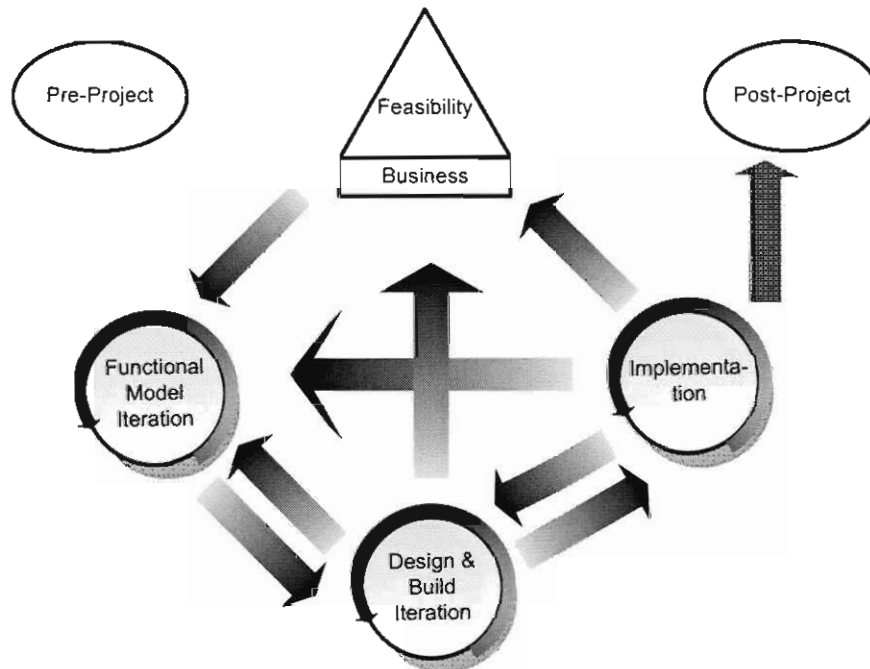 Pre-Project
Feasibility
Business
Post-Project
Functional
Model
Iteration
Implementa-
tion
Design &
Build
Iteration